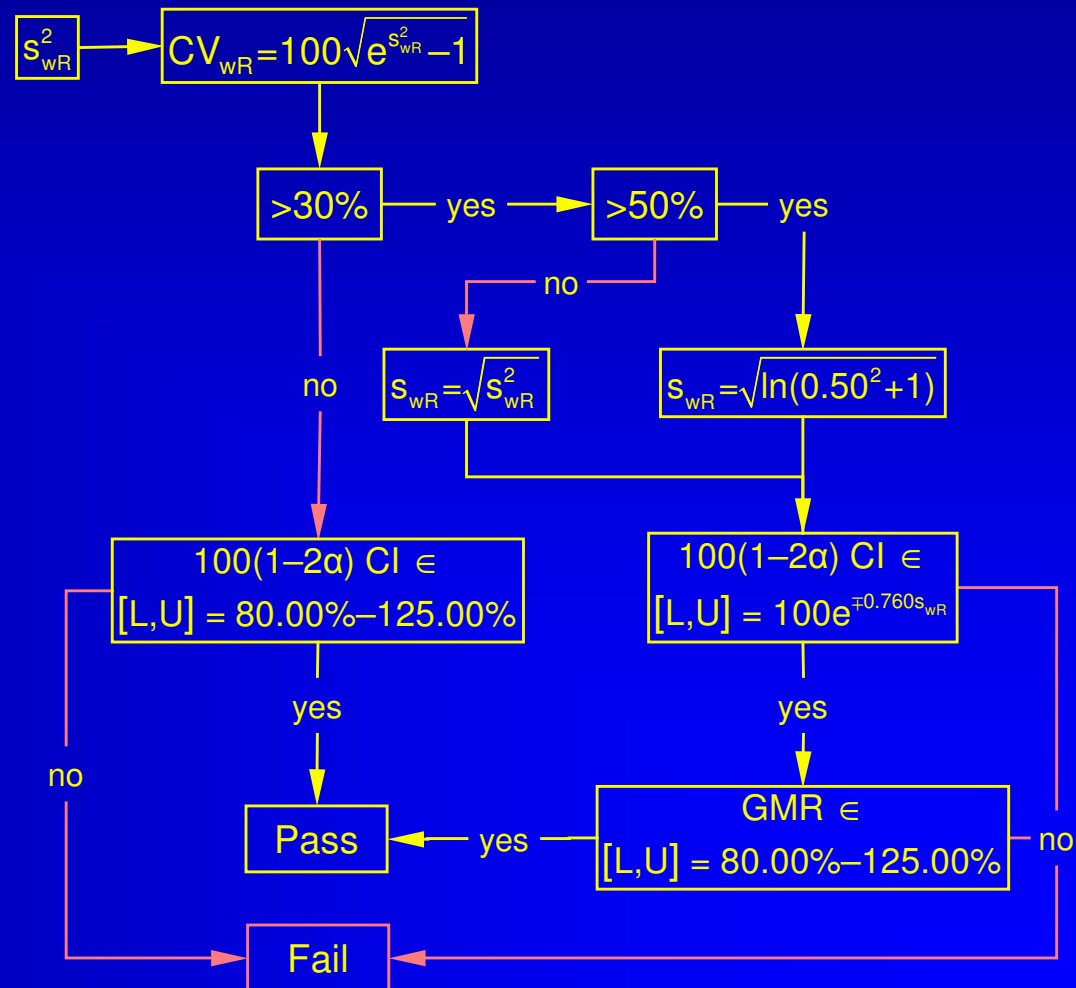 s²wR
CVwR=100√(e^s²wR–1)
>30%
yes
>50%
yes
no
no
swR=√s²wR
swR=√ln(0.50²+1)
100(1–2α) CI ∈
[L,U] = 80.00%–125.00%
100(1–2α) CI ∈
[L,U] = 100e^∓0.760swR
yes
yes
no
Pass
yes
GMR ∈
[L,U] = 80.00%–125.00%
no
Fail